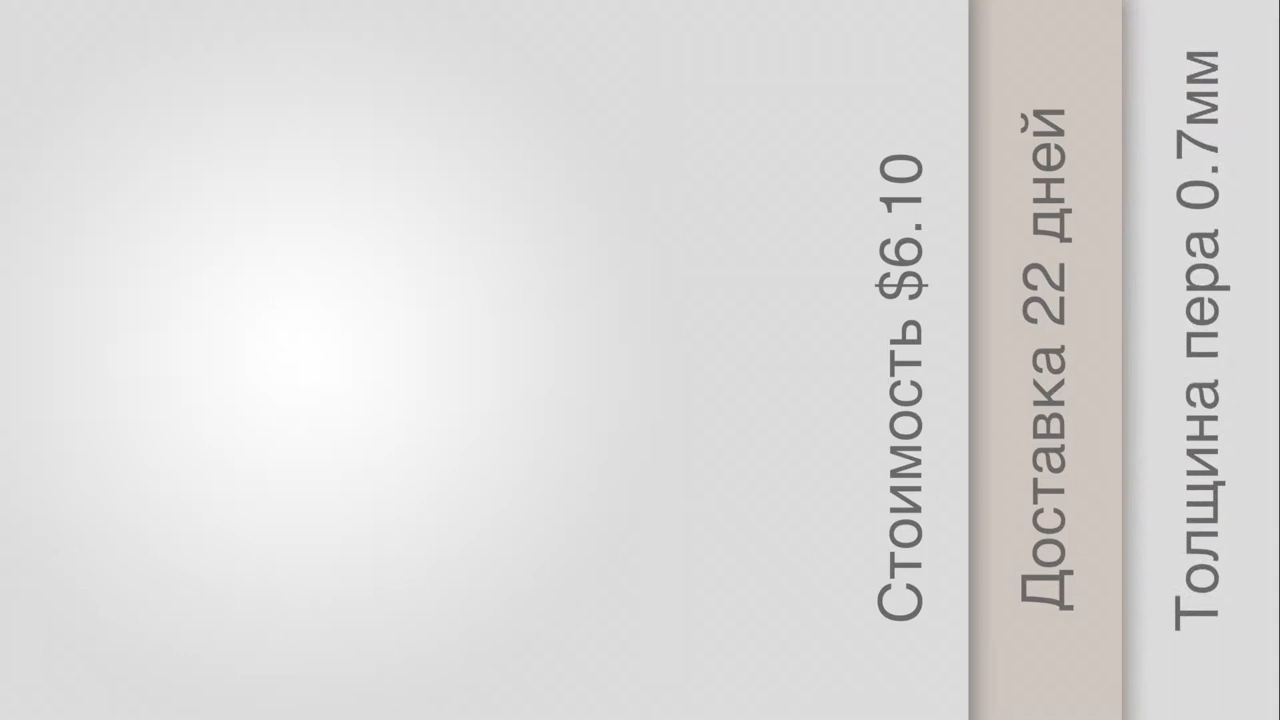 Стоимость $6.10
Доставка 22 дней
Толщина пера 0.7мм